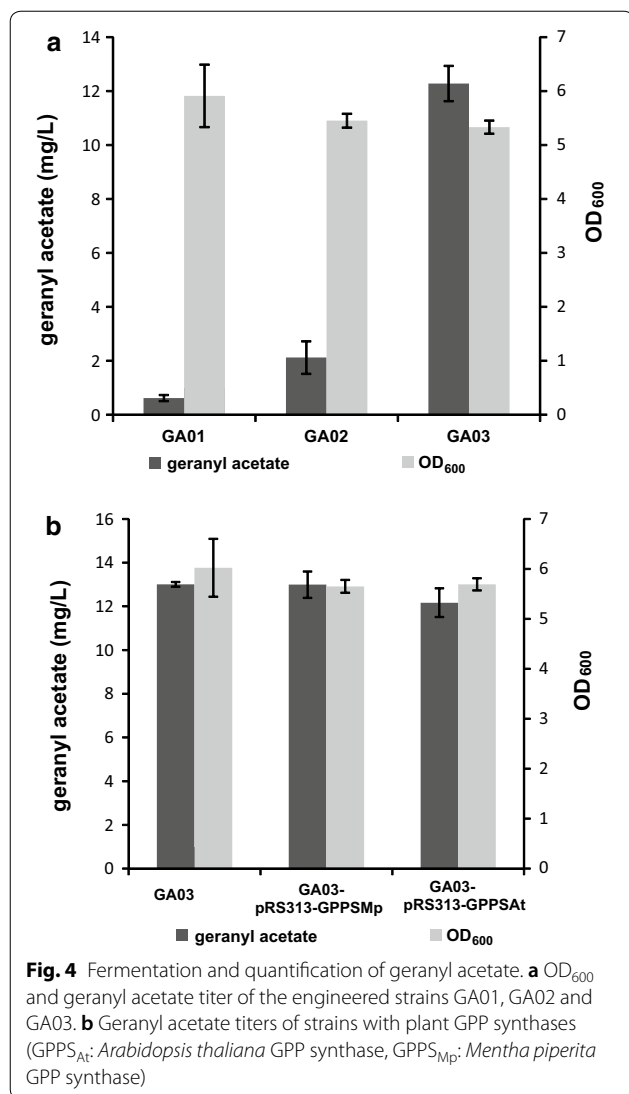 a
14
12
10
8
6
4
2
0
geranyl acetate (mg/L)
7
6
5
4
3
2
1
0
OD600
GA01 GA02 GA03
geranyl acetate OD600
b
16
14
12
10
8
6
4
2
0
geranyl acetate (mg/L)
7
6
5
4
3
2
1
0
OD600
GA03 GA03- GA03-
pRS313-GPPSMp pRS313-GPPSAt
geranyl acetate OD600
Fig. 4 Fermentation and quantification of geranyl acetate. a OD600
and geranyl acetate titer of the engineered strains GA01, GA02 and
GA03. b Geranyl acetate titers of strains with plant GPP synthases
(GPPSAt: Arabidopsis thaliana GPP synthase, GPPSMp: Mentha piperita
GPP synthase)